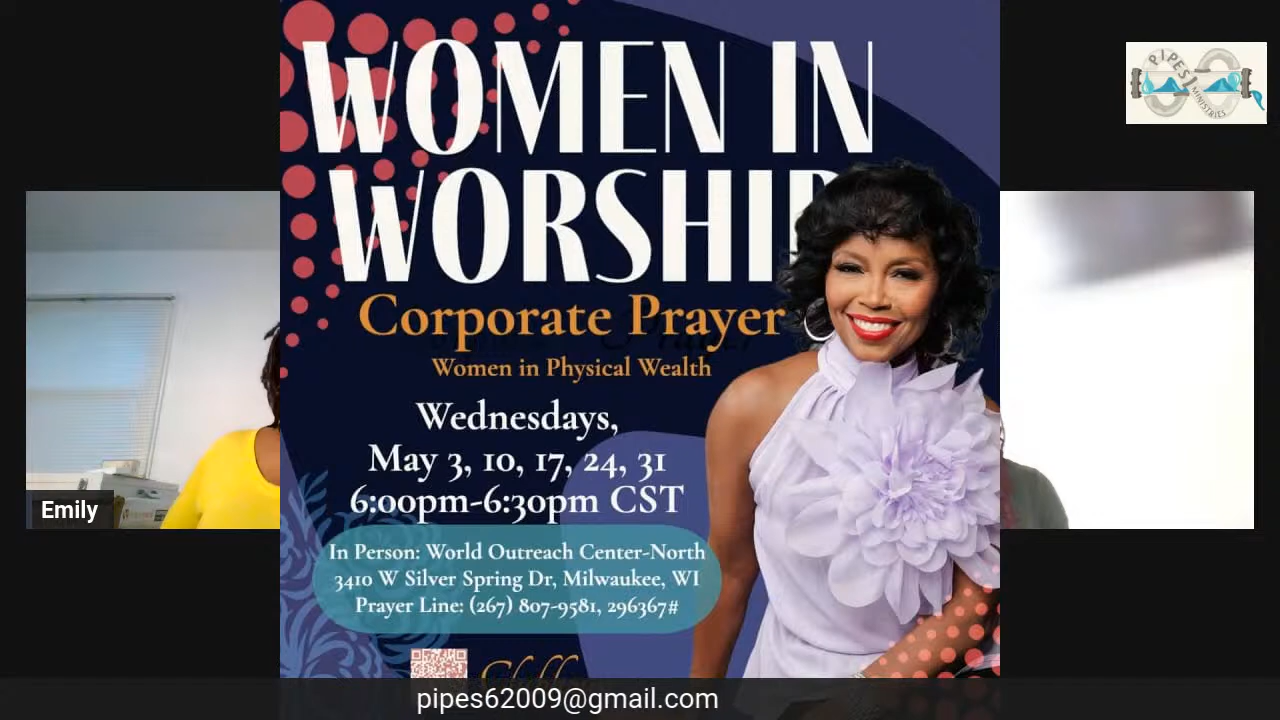 WOMEN IN
WORSHIP
Corporate Prayer
Women in Physical Wealth
Wednesdays,
May 3, 10, 17, 24, 31
6:00pm-6:30pm CST
In Person: World Outreach Center-North
3410 W Silver Spring Dr, Milwaukee, WI
Prayer Line: (267) 807-9581, 296367#
PIPES
MINISTRIES
Emily
pipes62009@gmail.com